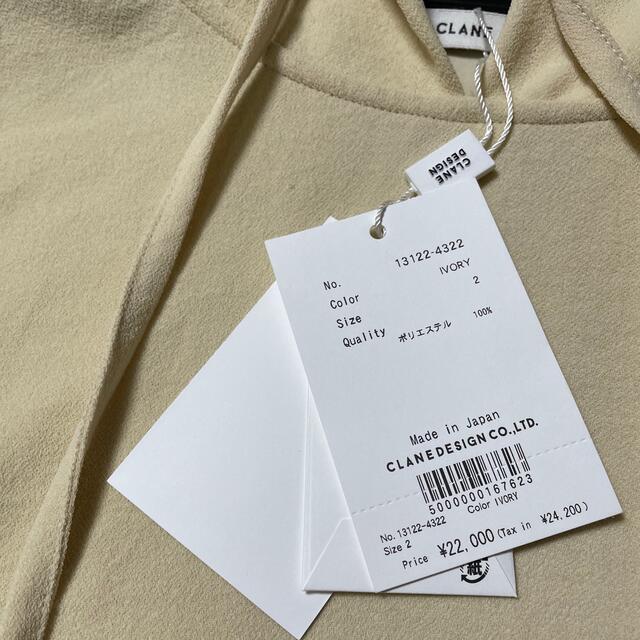 CLANE
CLANE
DESIGN
No. 13122-4322
Color IVORY
Size 2
Quality ポリエステル 100%
Made in Japan
CLANEDESIGN CO.,LTD.
5000000167623
No.13122-4322 Color IVORY
Size 2
Price ¥22,000(Tax in ¥24,200)
紙